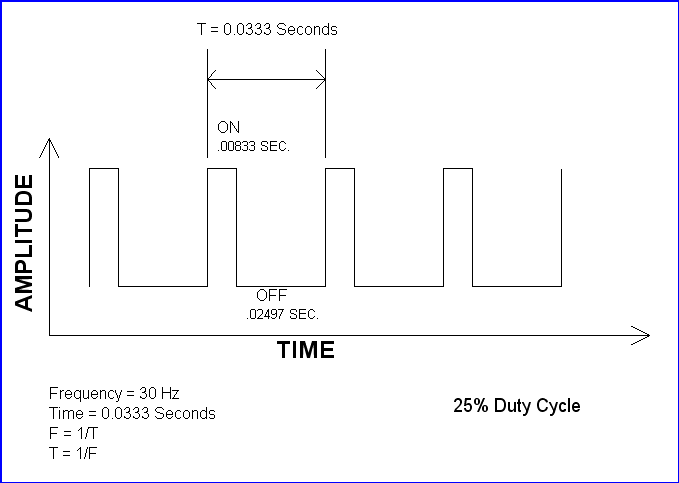 T = 0.0333 Seconds
ON
.00833 SEC.
AMPLITUDE
OFF
.02497 SEC.
TIME
Frequency = 30 Hz
Time = 0.0333 Seconds
F = 1/T
T = 1/F
25% Duty Cycle